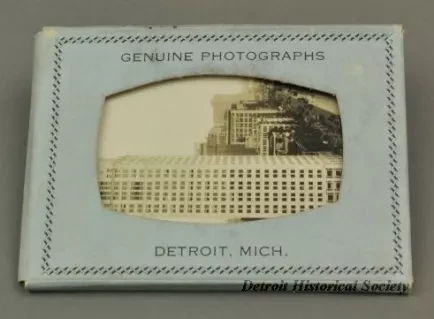 GENUINE PHOTOGRAPHS
DETROIT, MICH.
Detroit Historical Society